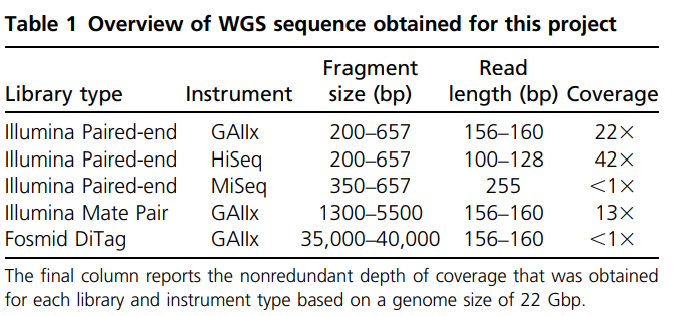 Table 1 Overview of WGS sequence obtained for this project
Fragment Read
Library type Instrument size (bp) length (bp) Coverage
Illumina Paired-end GAIIx 200–657 156–160 22×
Illumina Paired-end HiSeq 200–657 100–128 42×
Illumina Paired-end MiSeq 350–657 255 <1×
Illumina Mate Pair GAIIx 1300–5500 156–160 13×
Fosmid DiTag GAIIx 35,000–40,000 156–160 <1×
The final column reports the nonredundant depth of coverage that was obtained
for each library and instrument type based on a genome size of 22 Gbp.